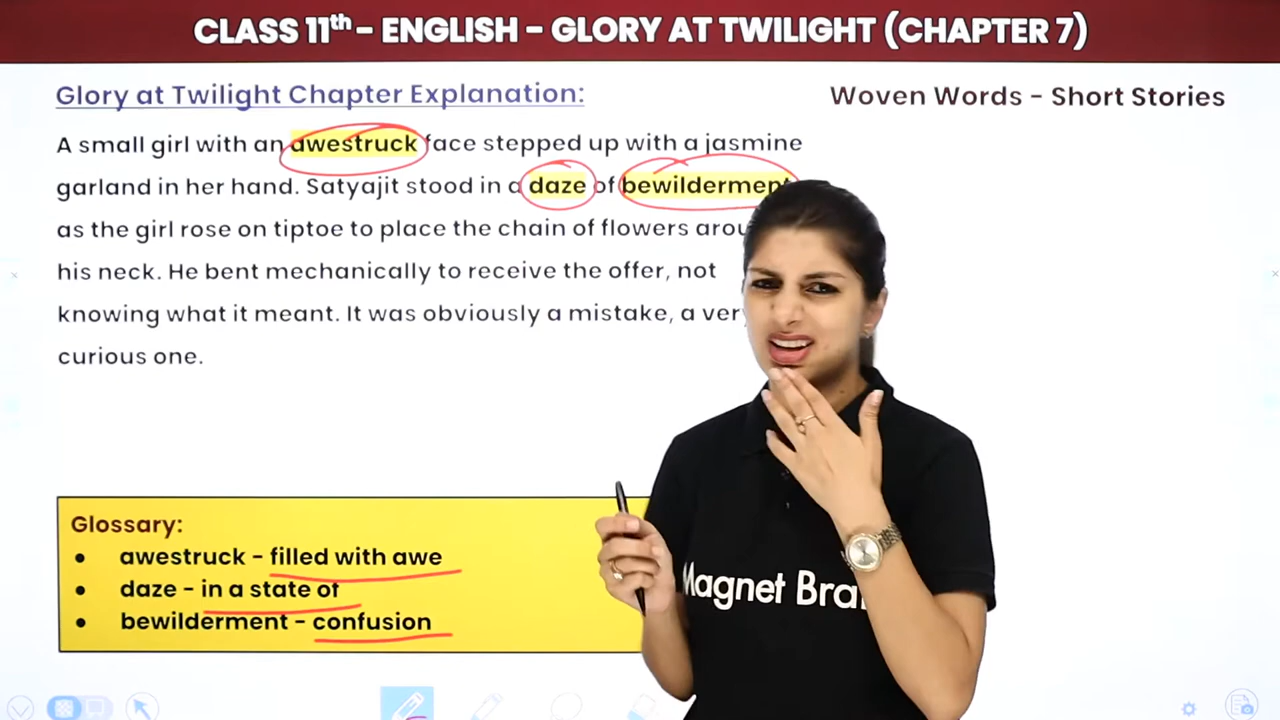 CLASS 11th - ENGLISH - GLORY AT TWILIGHT (CHAPTER 7)
Glory at Twilight Chapter Explanation:
Woven Words - Short Stories
A small girl with an awestruck face stepped up with a jasmine
garland in her hand. Satyajit stood in a daze of bewilderment
as the girl rose on tiptoe to place the chain of flowers arou
his neck. He bent mechanically to receive the offer, not
knowing what it meant. It was obviously a mistake, a very
curious one.
Glossary:
• awestruck - filled with awe
• daze - in a state of
• bewilderment - confusion
Magnet Bra